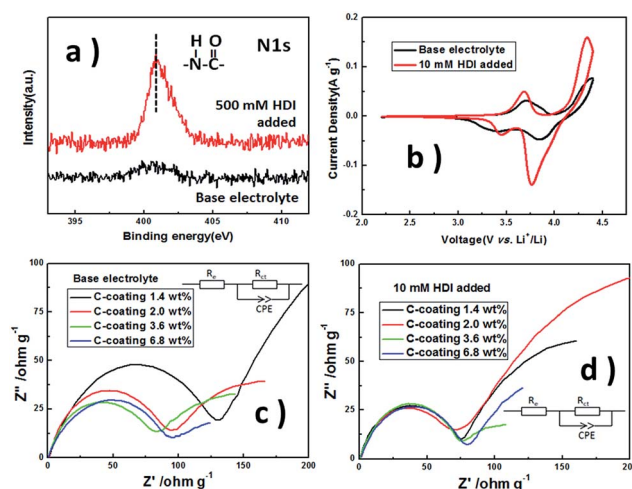 a )
H O
-N-C-
N1s
500 mM HDI
added
Base electrolyte
Intensity(a.u.)
395 400 405 410
Binding energy(eV)
Base electrolyte
10 mM HDI added
b )
Current Density(A g⁻¹)
0.2
0.1
0.0
-0.1
-0.2
2.0 2.5 3.0 3.5 4.0 4.5
Voltage(V vs. Li⁺/Li)
Base electrolyte
C-coating 1.4 wt%
C-coating 2.0 wt%
C-coating 3.6 wt%
C-coating 6.8 wt%
Re
Rct
CPE
c )
Z'' /ohm g⁻¹
100
75
50
25
0
0 50 100 150 200
Z' /ohm g⁻¹
10 mM HDI added
C-coating 1.4 wt%
C-coating 2.0 wt%
C-coating 3.6 wt%
C-coating 6.8 wt%
d )
Re
Rct
CPE
Z'' /ohm g⁻¹
100
75
50
25
0
0 50 100 150 200
Z' /ohm g⁻¹